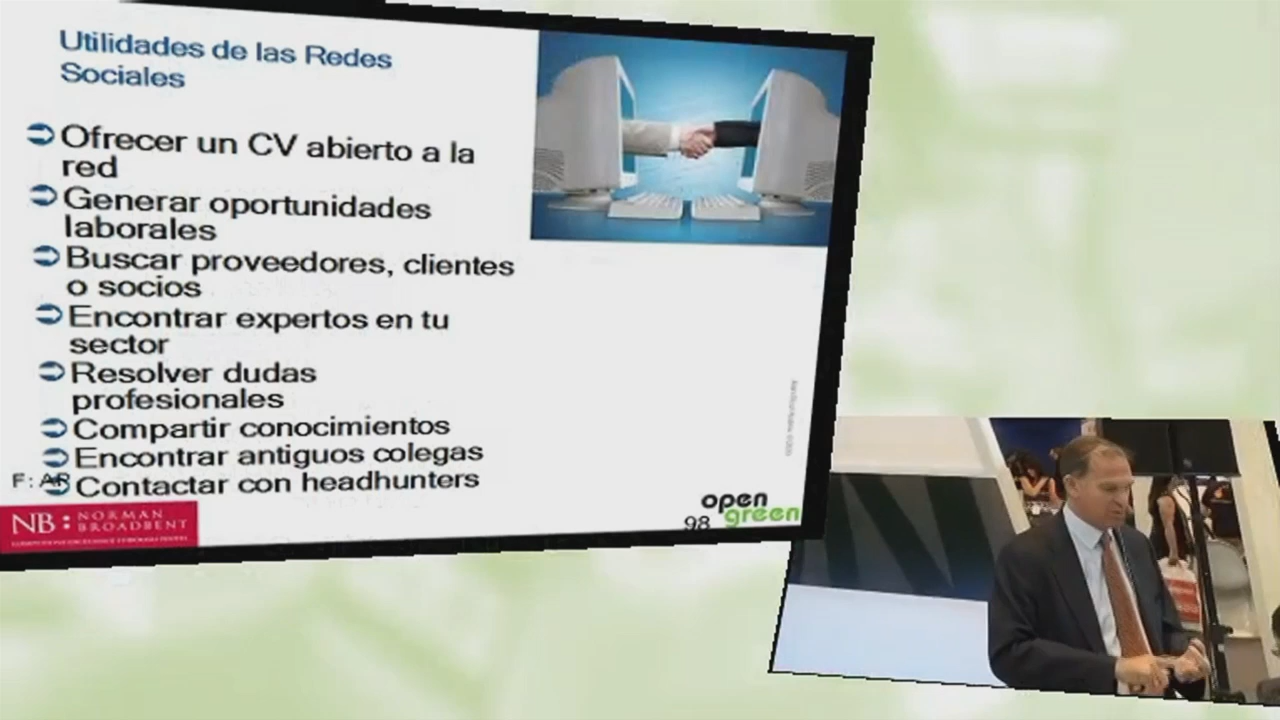 Utilidades de las Redes
Sociales
Ofrecer un CV abierto a la
red
Generar oportunidades
laborales
Buscar proveedores, clientes
o socios
Encontrar expertos en tu
sector
Resolver dudas
profesionales
Compartir conocimientos
Encontrar antiguos colegas
Contactar con headhunters
F: AR
NB: NORMAN
BROADBENT
98
open
green